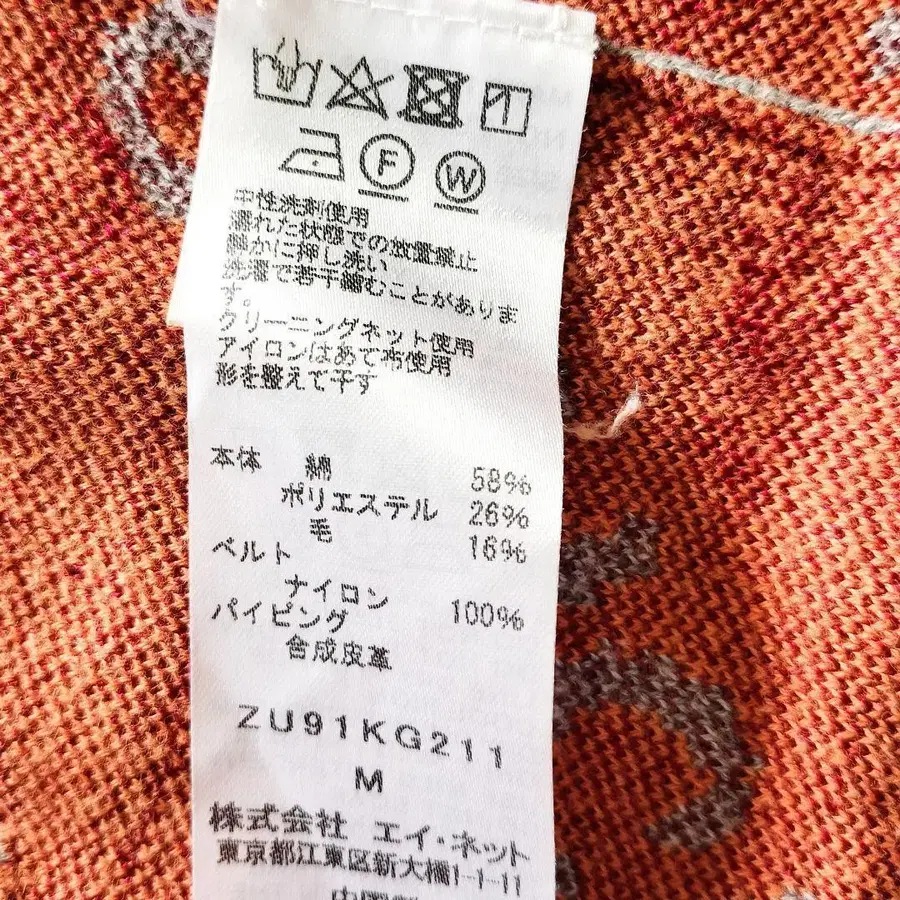 F W
中性洗剤使用
濡れた状態での放置禁止
静かに押し洗い
洗濯で若干縮むことがありま
す。
クリーニングネット使用
アイロンはあて布使用
形を整えて干す
本体 綿 58%
ポリエステル 26%
毛 16%
ベルト
ナイロン 100%
パイピング
合成皮革
ZU91KG211
M
株式会社 エイ・ネット
東京都江東区新大橋1-1-11